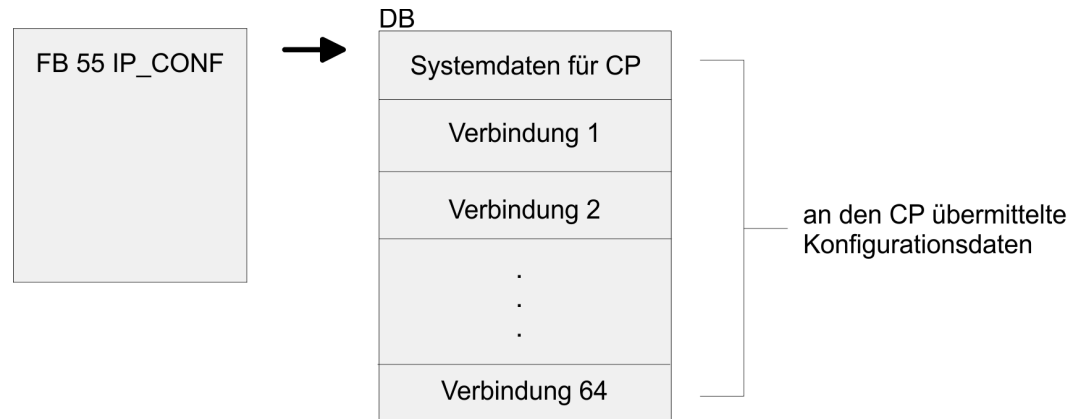 DB
FB 55 IP_CONF
Systemdaten für CP
Verbindung 1
Verbindung 2
.
.
.
Verbindung 64
an den CP übermittelte
Konfigurationsdaten